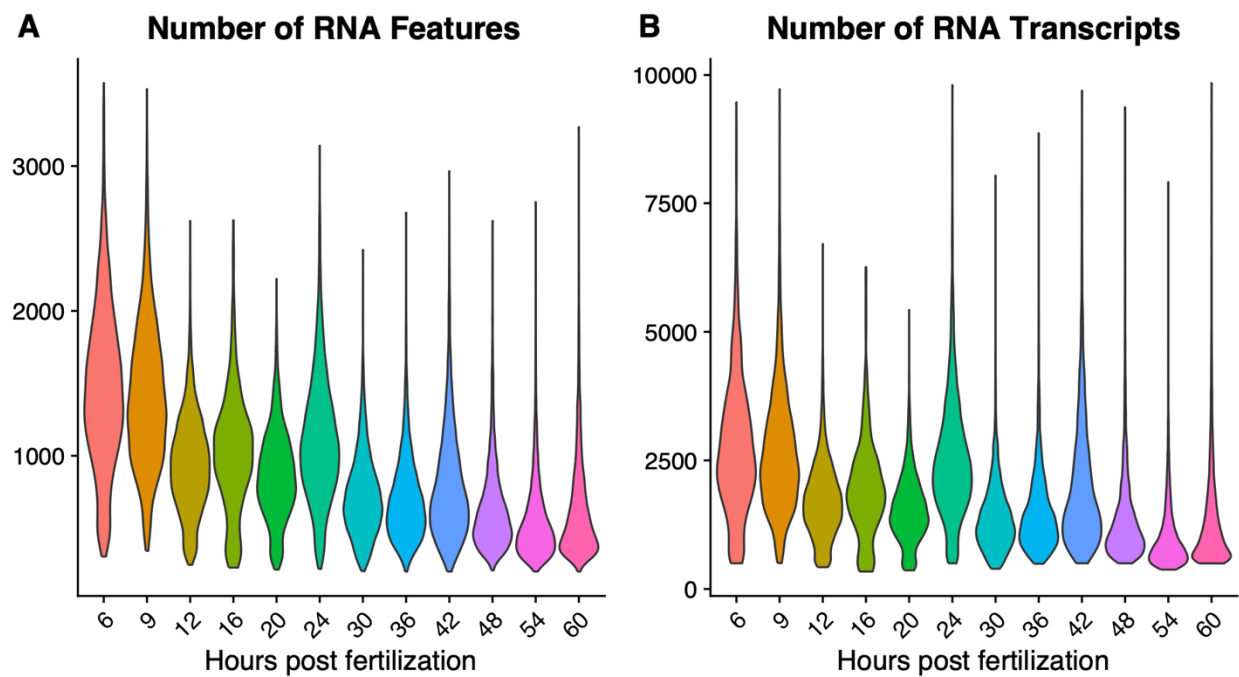 A Number of RNA Features
3000
2000
1000
6 9 12 16 20 24 30 36 42 48 54 60
Hours post fertilization
B Number of RNA Transcripts
10000
7500
5000
2500
0
6 9 12 16 20 24 30 36 42 48 54 60
Hours post fertilization